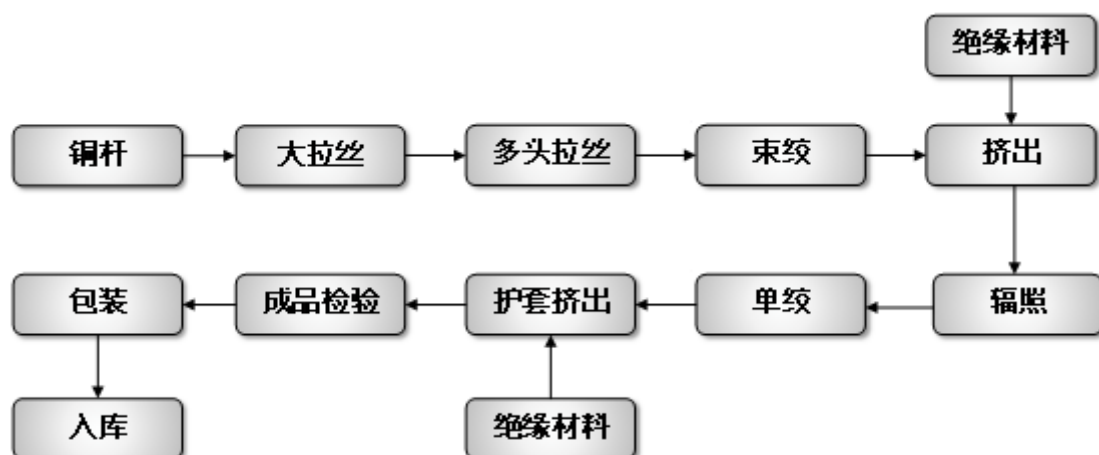 绝缘材料
铜杆
大拉丝
多头拉丝
束绞
挤出
包装
成品检验
护套挤出
单绞
辐照
入库
绝缘材料